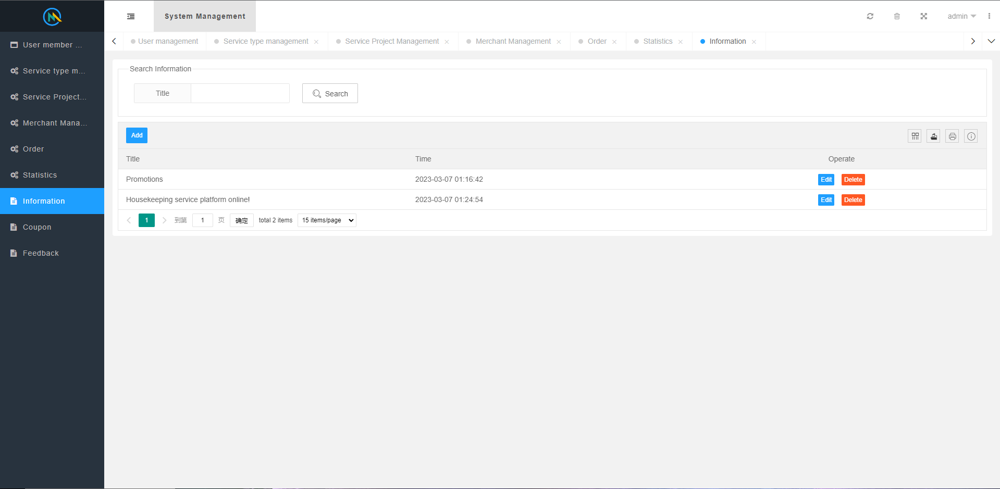 System Management
admin
User member ...
Service type m...
Service Project...
Merchant Mana...
Order
Statistics
Information
Coupon
Feedback
User management
Service type management
Service Project Management
Merchant Management
Order
Statistics
Information
Search Information
Title
Search
Add
Title Time Operate
Promotions 2023-03-07 01:16:42 Edit Delete
Housekeeping service platform online! 2023-03-07 01:24:54 Edit Delete
1 到第 1 页 确定 total 2 items 15 items/page